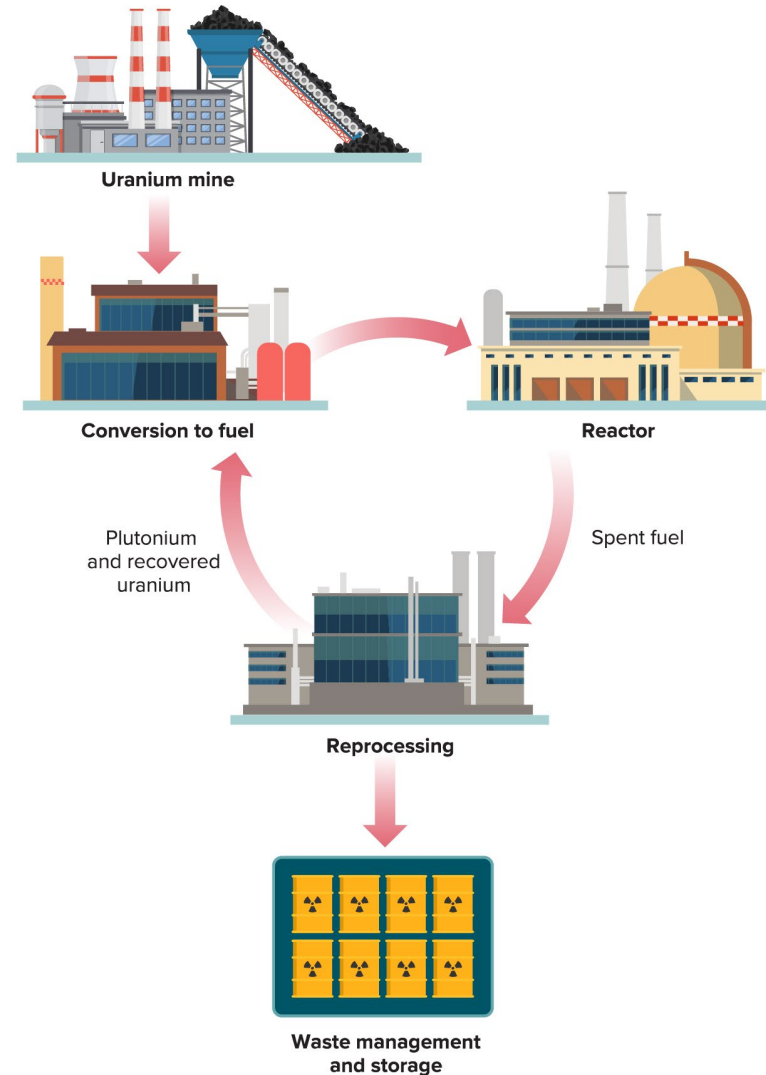 Uranium mine
Conversion to fuel
Reactor
Plutonium
and recovered
uranium
Spent fuel
Reprocessing
Waste management
and storage